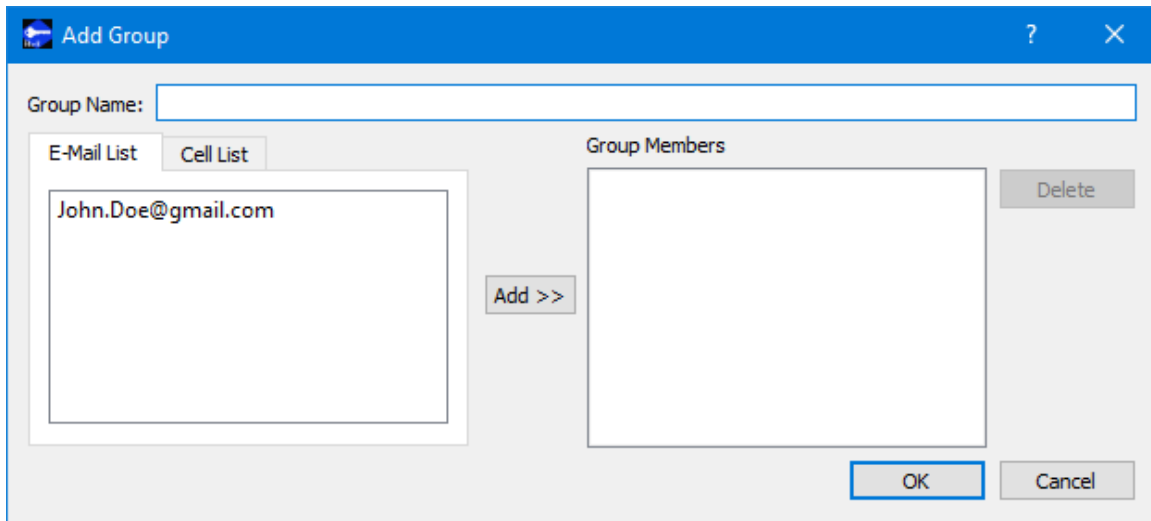 Add Group
?
Group Name:
E-Mail List
Cell List
Group Members
John.Doe@gmail.com
Delete
Add >>
OK
Cancel